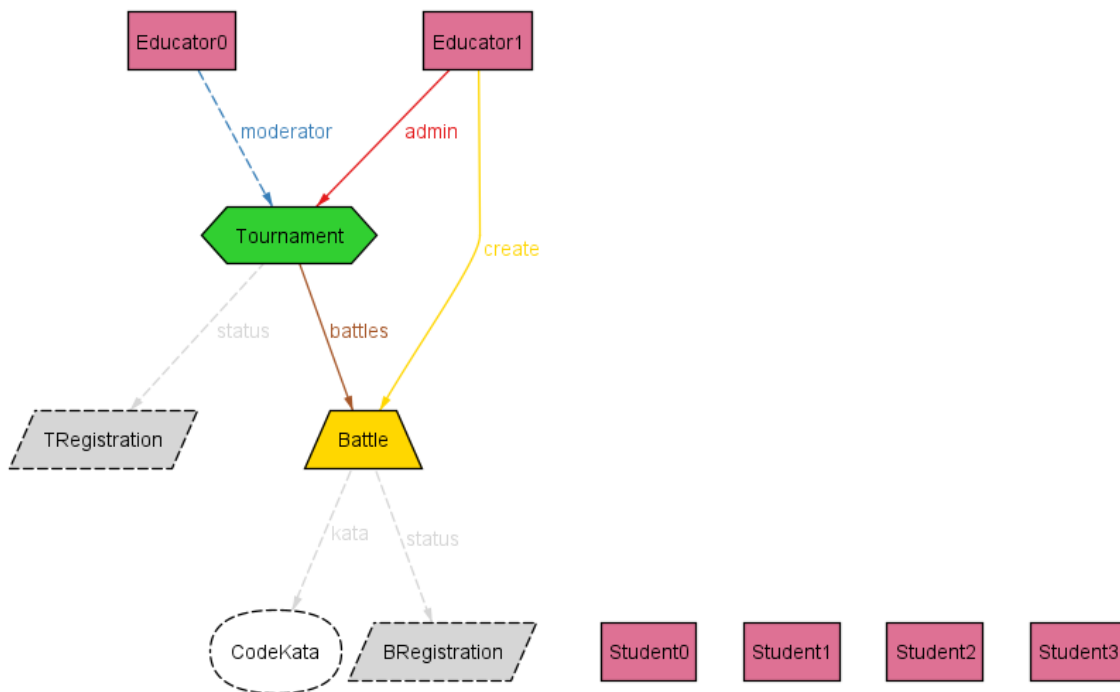 Educator0
Educator1
moderator
admin
Tournament
create
status
battles
TRegistration
Battle
kata
status
CodeKata
BRegistration
Student0
Student1
Student2
Student3